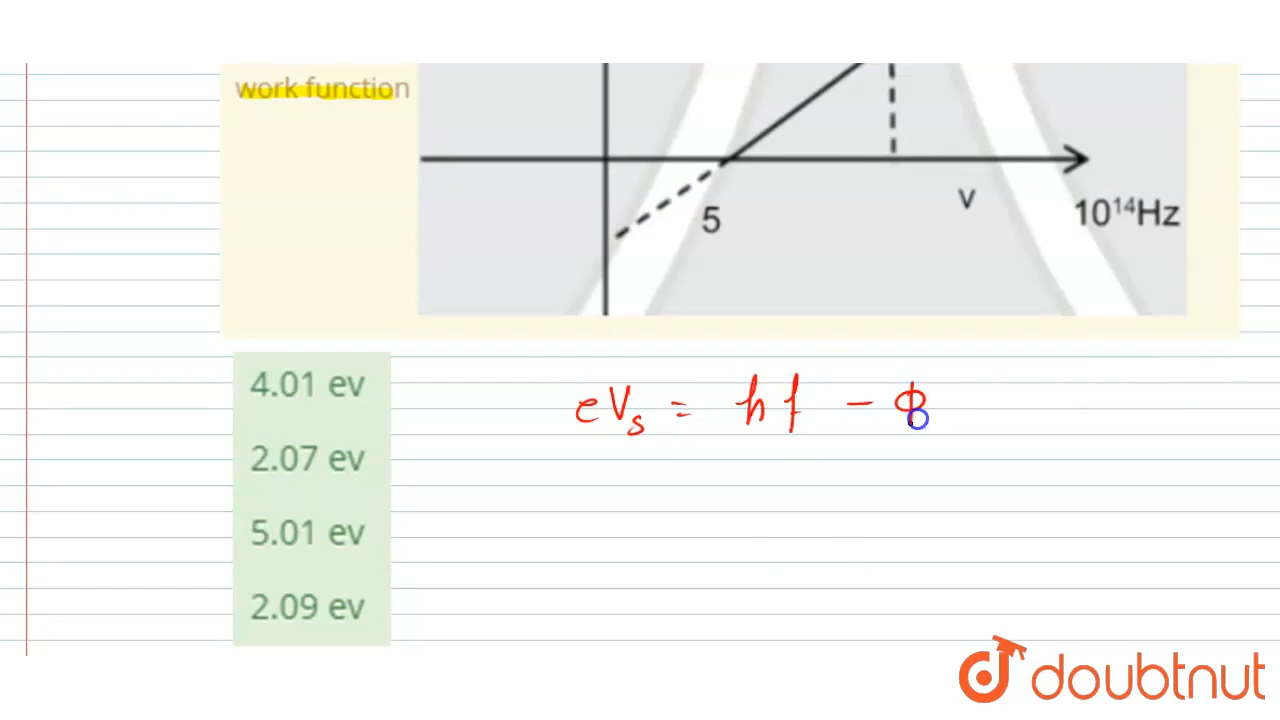 work function
5
v
10¹⁴Hz
4.01 ev
eVₛ = hf - Φ
2.07 ev
5.01 ev
2.09 ev
doubtnut